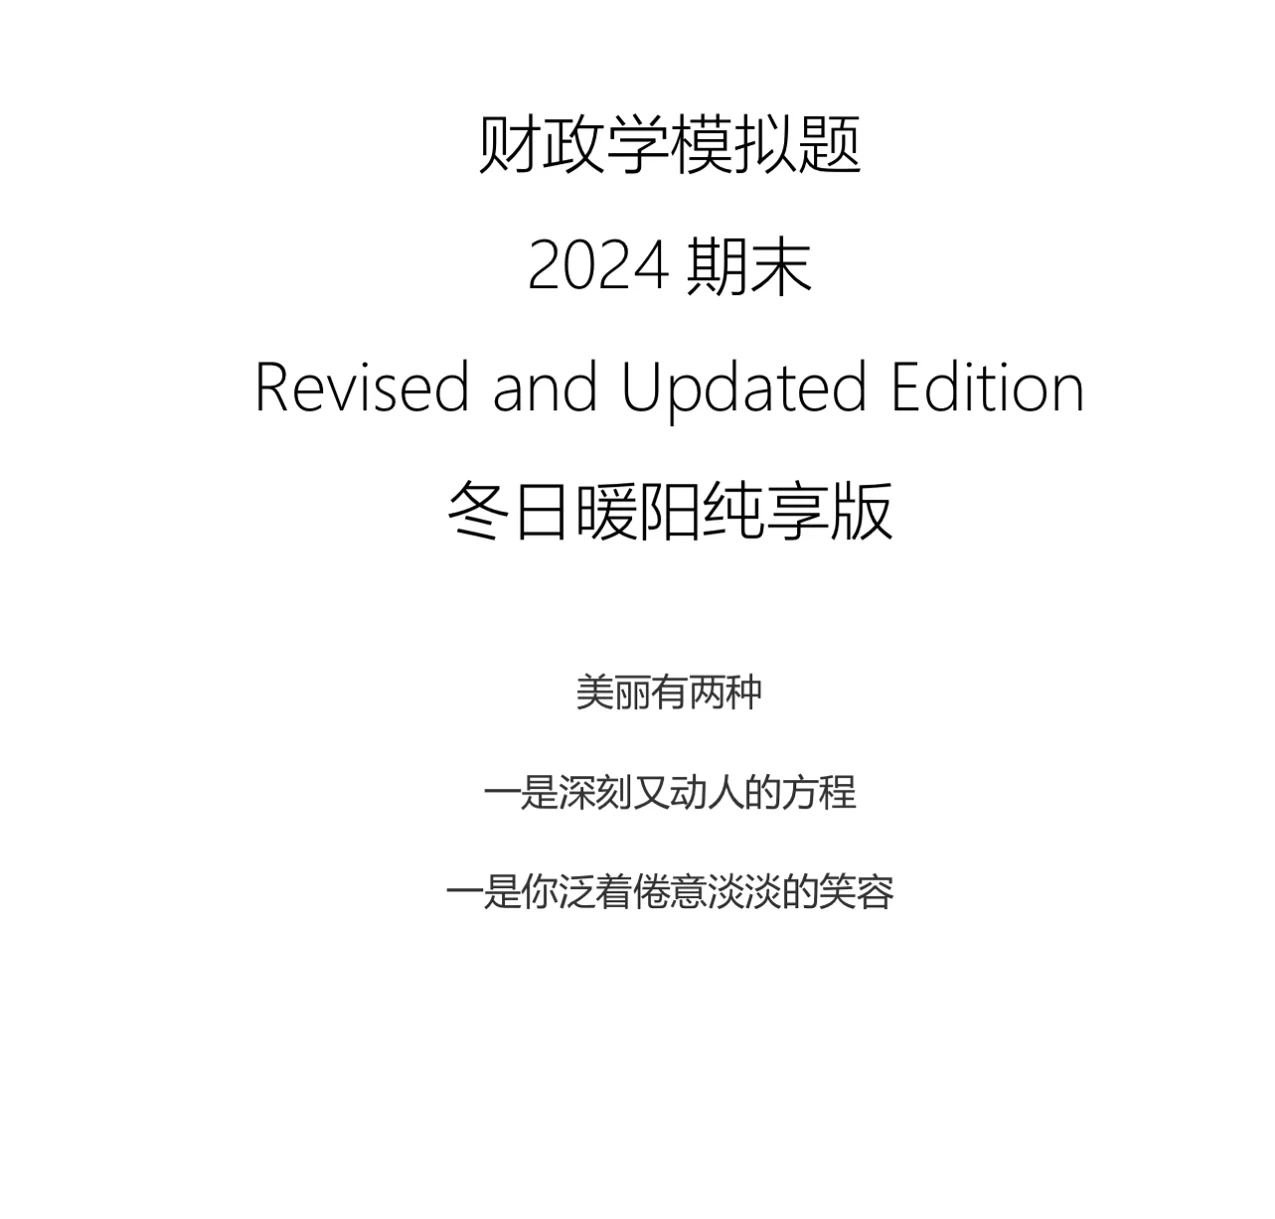 财政学模拟题
2024 期末
Revised and Updated Edition
冬日暖阳纯享版
美丽有两种
一是深刻又动人的方程
一是你泛着倦意淡淡的笑容